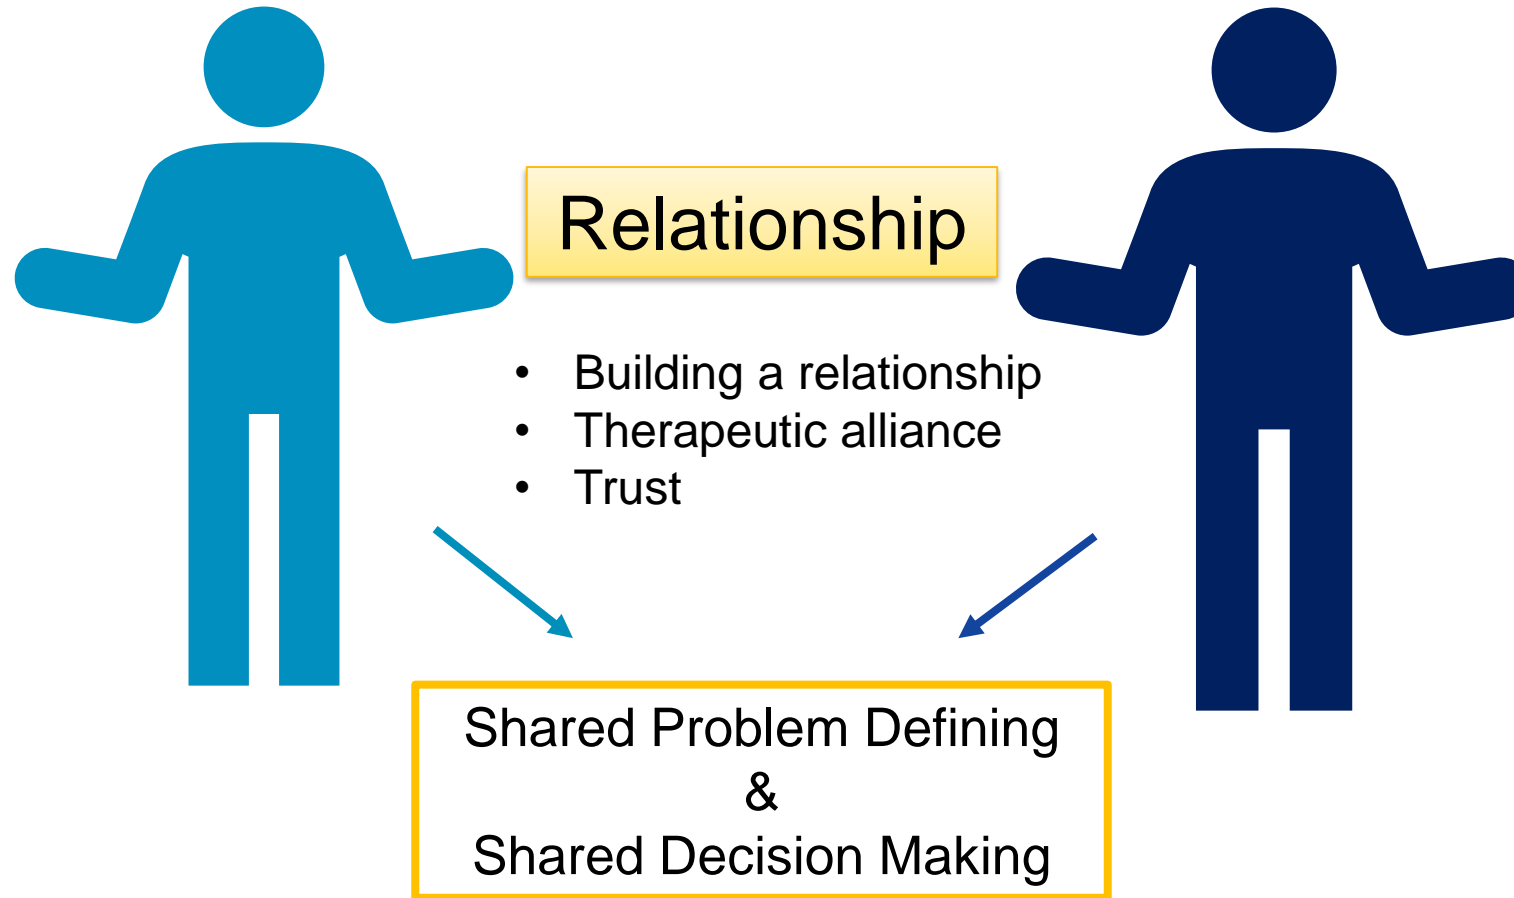 Relationship
• Building a relationship
• Therapeutic alliance
• Trust
Shared Problem Defining
&
Shared Decision Making